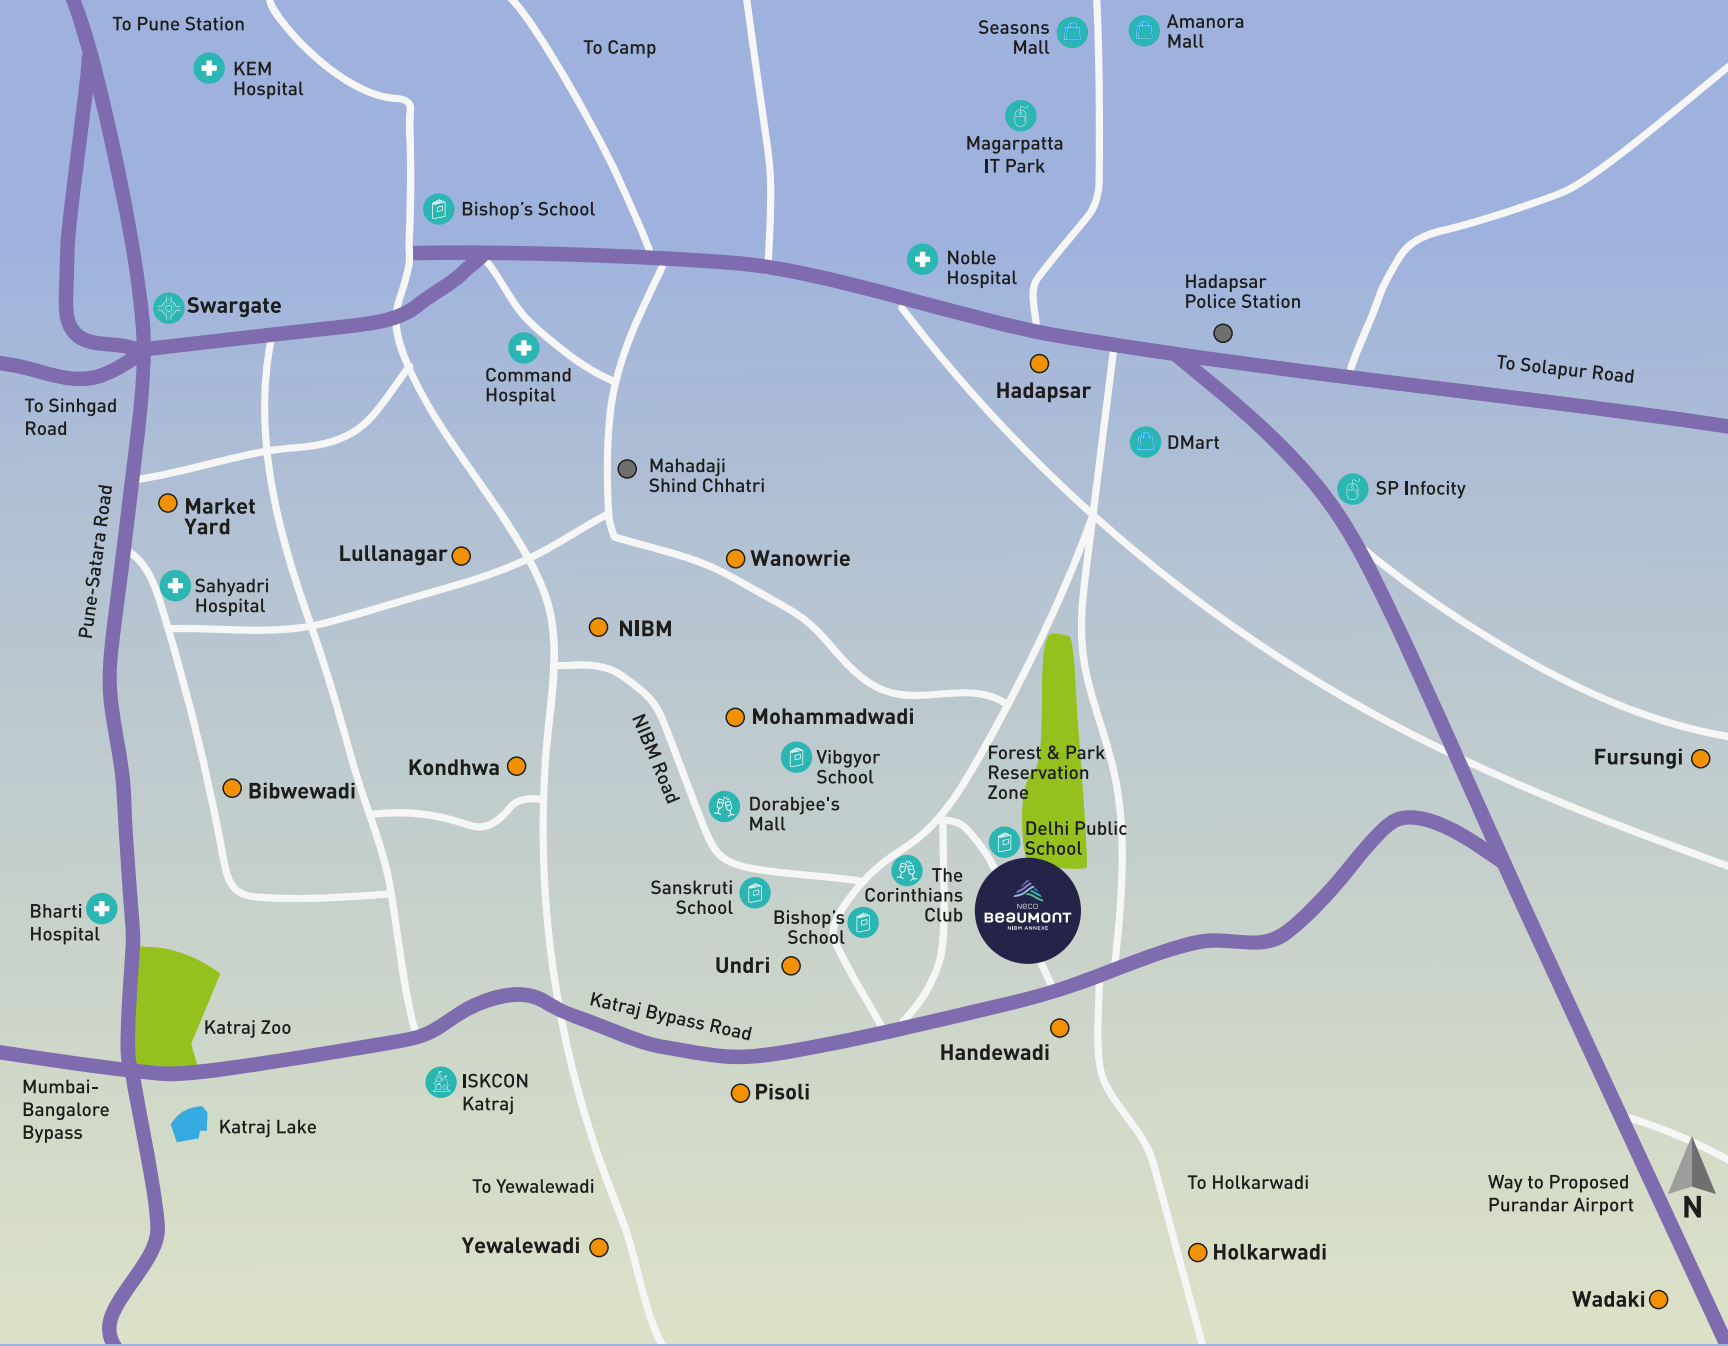 To Pune Station
KEM
Hospital
To Camp
Seasons
Mall
Amanora
Mall
Magarpatta
IT Park
Bishop's School
Noble
Hospital
Hadapsar
Police Station
Swargate
Command
Hospital
Hadapsar
To Solapur Road
To Sinhgad
Road
DMart
Mahadaji
Shind Chhatri
SP Infocity
Market
Yard
Pune-Satara Road
Lullanagar
Wanowrie
Sahyadri
Hospital
NIBM
Mohammadwadi
NIBM Road
Vibgyor
School
Forest & Park
Reservation
Zone
Fursungi
Kondhwa
Bibwewadi
Dorabjee's
Mall
Delhi Public
School
The
Corinthians
Club
Sanskruti
School
Bishop's
School
NECO
BEAUMONT
NIBM ANNEXE
Bharti
Hospital
Undri
Katraj Bypass Road
Katraj Zoo
Handewadi
Mumbai-
Bangalore
Bypass
ISKCON
Katraj
Pisoli
Katraj Lake
To Yewalewadi
To Holkarwadi
Way to Proposed
Purandar Airport
N
Yewalewadi
Holkarwadi
Wadaki